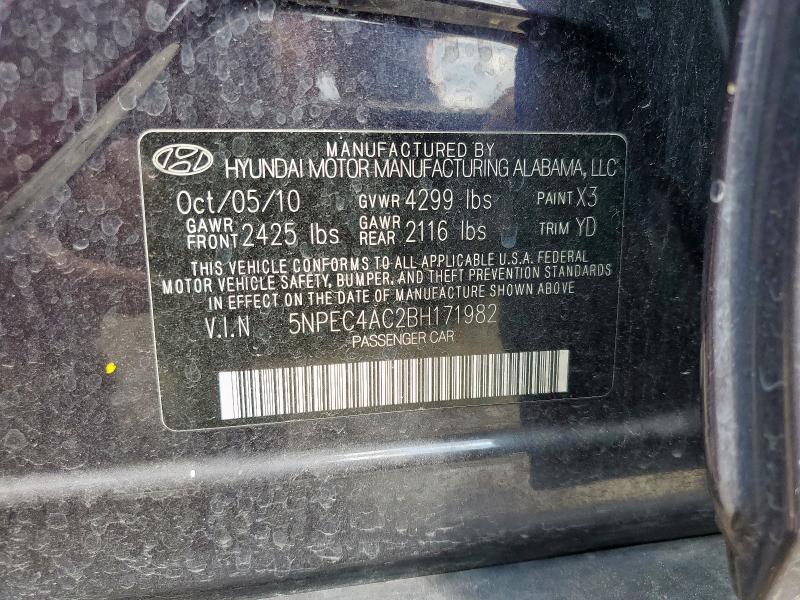 MANUFACTURED BY
HYUNDAI MOTOR MANUFACTURING ALABAMA, LLC
Oct/05/10 GVWR 4299 lbs PAINT X3
GAWR FRONT 2425 lbs GAWR REAR 2116 lbs TRIM YD
THIS VEHICLE CONFORMS TO ALL APPLICABLE U.S.A. FEDERAL
MOTOR VEHICLE SAFETY, BUMPER, AND THEFT PREVENTION STANDARDS
IN EFFECT ON THE DATE OF MANUFACTURE SHOWN ABOVE
V.I.N 5NPEC4AC2BH171982
PASSENGER CAR